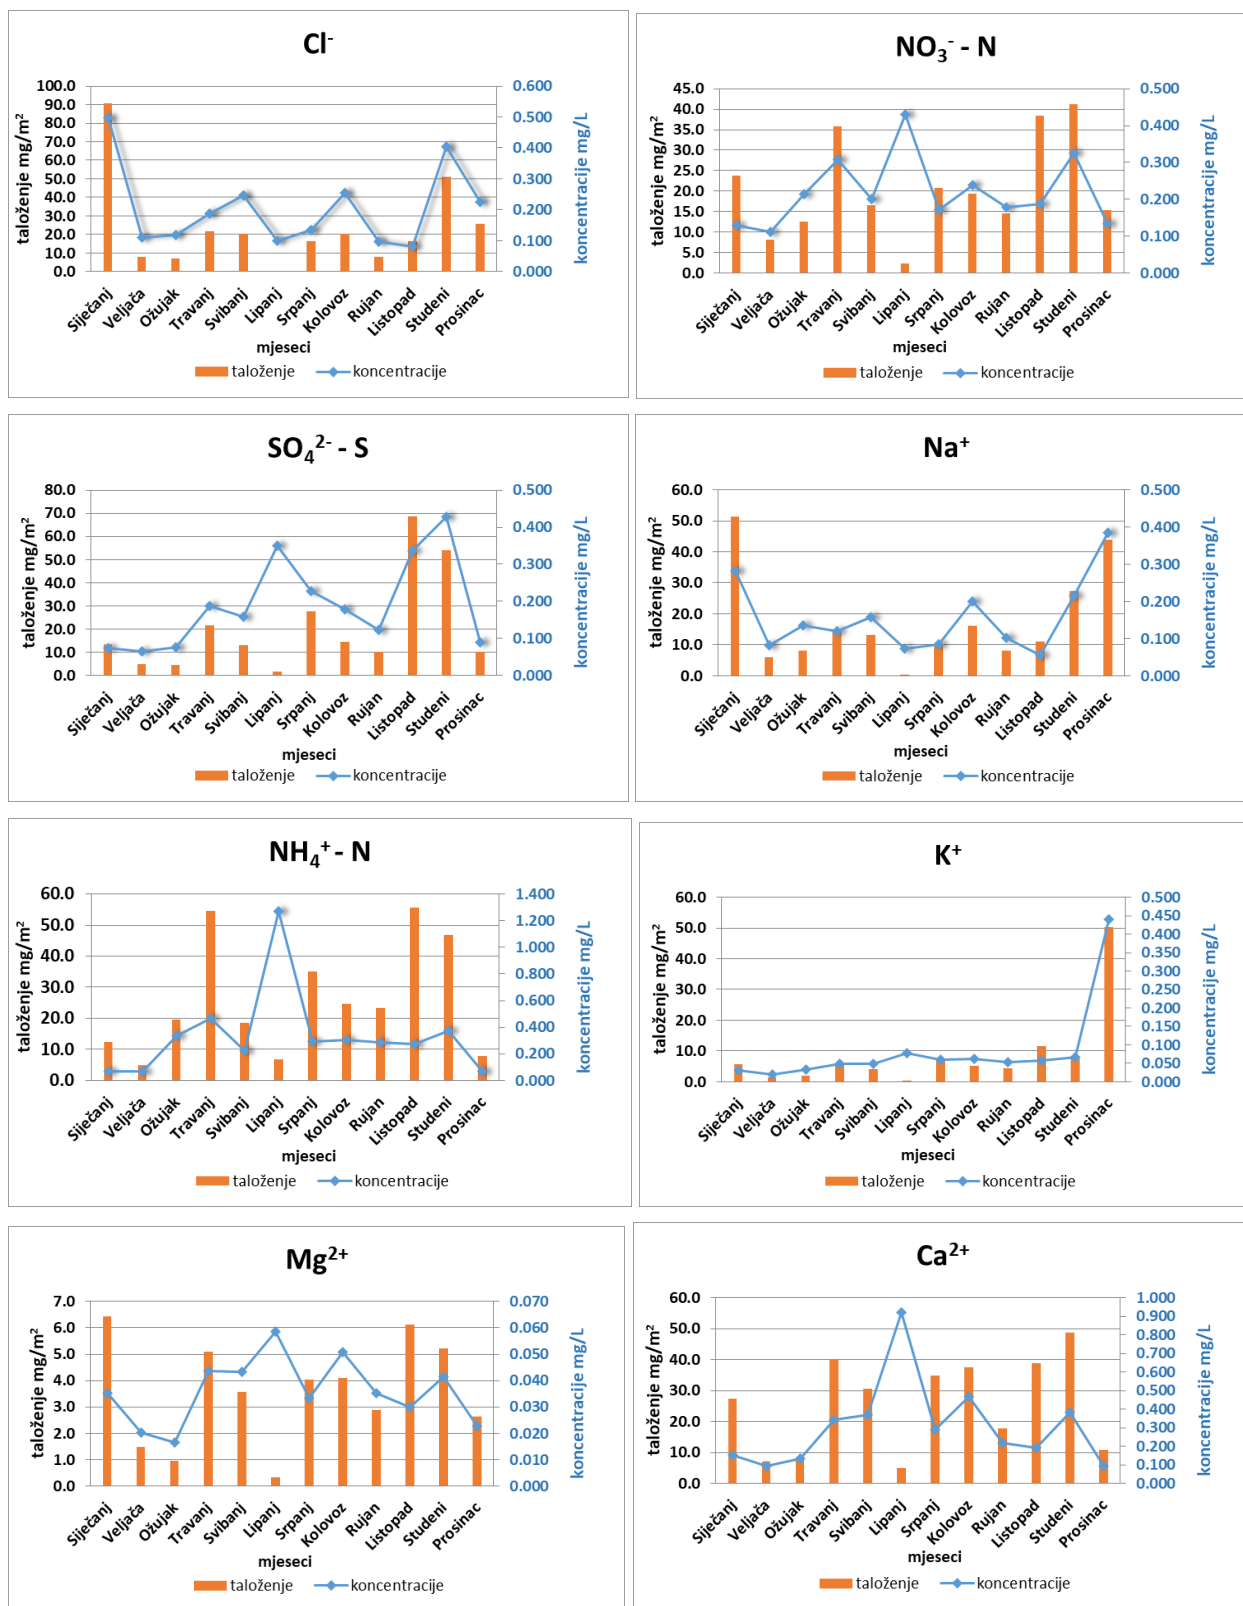 Cl⁻
taloženje mg/m²
100.0
90.0
80.0
70.0
60.0
50.0
40.0
30.0
20.0
10.0
0.0
0.600
0.500
0.400
0.300
0.200
0.100
0.000
koncentracije mg/L
Siječanj
Veljača
Ožujak
Travanj
Svibanj
Lipanj
Srpanj
Kolovoz
Rujan
Listopad
Studeni
Prosinac
mjeseci
taloženje koncentracije
NO₃⁻ - N
taloženje mg/m²
45.0
40.0
35.0
30.0
25.0
20.0
15.0
10.0
5.0
0.0
0.500
0.400
0.300
0.200
0.100
0.000
koncentracije mg/L
Siječanj
Veljača
Ožujak
Travanj
Svibanj
Lipanj
Srpanj
Kolovoz
Rujan
Listopad
Studeni
Prosinac
mjeseci
taloženje koncentracije
SO₄²⁻ - S
taloženje mg/m²
80.0
70.0
60.0
50.0
40.0
30.0
20.0
10.0
0.0
0.500
0.400
0.300
0.200
0.100
0.000
koncentracije mg/L
Siječanj
Veljača
Ožujak
Travanj
Svibanj
Lipanj
Srpanj
Kolovoz
Rujan
Listopad
Studeni
Prosinac
mjeseci
taloženje koncentracije
Na⁺
taloženje mg/m²
60.0
50.0
40.0
30.0
20.0
10.0
0.0
0.500
0.400
0.300
0.200
0.100
0.000
koncentracije mg/L
Siječanj
Veljača
Ožujak
Travanj
Svibanj
Lipanj
Srpanj
Kolovoz
Rujan
Listopad
Studeni
Prosinac
mjeseci
taloženje koncentracije
NH₄⁺ - N
taloženje mg/m²
60.0
50.0
40.0
30.0
20.0
10.0
0.0
1.400
1.200
1.000
0.800
0.600
0.400
0.200
0.000
koncentracije mg/L
Siječanj
Veljača
Ožujak
Travanj
Svibanj
Lipanj
Srpanj
Kolovoz
Rujan
Listopad
Studeni
Prosinac
mjeseci
taloženje koncentracije
K⁺
taloženje mg/m²
60.0
50.0
40.0
30.0
20.0
10.0
0.0
0.500
0.450
0.400
0.350
0.300
0.250
0.200
0.150
0.100
0.050
0.000
koncentracije mg/L
Siječanj
Veljača
Ožujak
Travanj
Svibanj
Lipanj
Srpanj
Kolovoz
Rujan
Listopad
Studeni
Prosinac
mjeseci
taloženje koncentracije
Mg²⁺
taloženje mg/m²
7.0
6.0
5.0
4.0
3.0
2.0
1.0
0.0
0.070
0.060
0.050
0.040
0.030
0.020
0.010
0.000
koncentracije mg/L
Siječanj
Veljača
Ožujak
Travanj
Svibanj
Lipanj
Srpanj
Kolovoz
Rujan
Listopad
Studeni
Prosinac
mjeseci
taloženje koncentracije
Ca²⁺
taloženje mg/m²
60.0
50.0
40.0
30.0
20.0
10.0
0.0
1.000
0.900
0.800
0.700
0.600
0.500
0.400
0.300
0.200
0.100
0.000
koncentracije mg/L
Siječanj
Veljača
Ožujak
Travanj
Svibanj
Lipanj
Srpanj
Kolovoz
Rujan
Listopad
Studeni
Prosinac
mjeseci
taloženje koncentracije